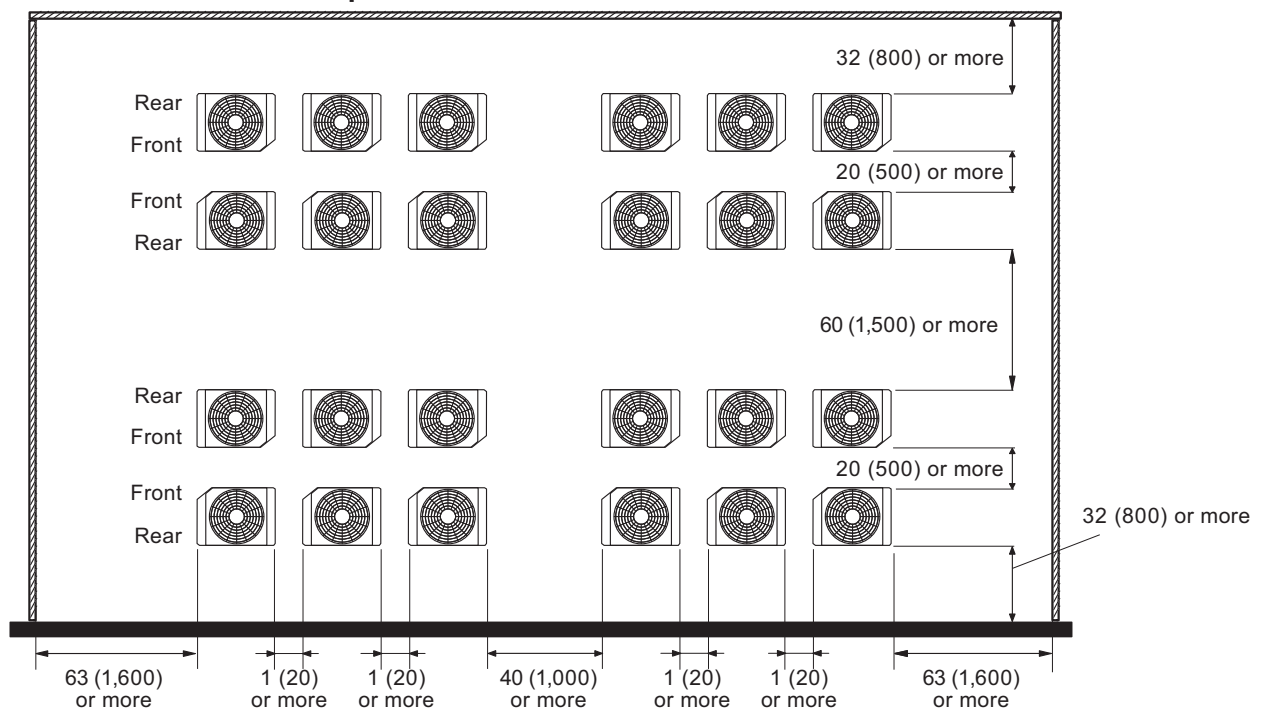 32 (800) or more
Rear
Front
20 (500) or more
Front
Rear
60 (1,500) or more
Rear
Front
20 (500) or more
Front
Rear
32 (800) or more
63 (1,600)
or more
1 (20)
or more
1 (20)
or more
40 (1,000)
or more
1 (20)
or more
1 (20)
or more
63 (1,600)
or more